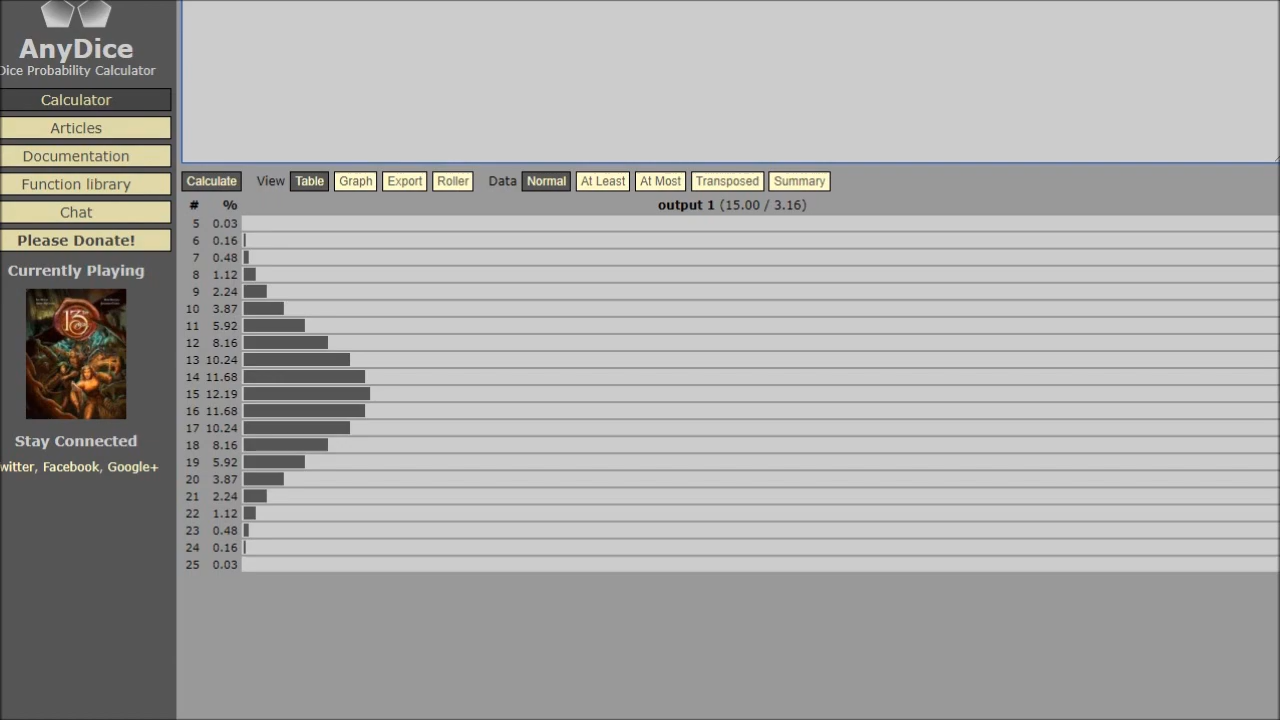 AnyDice
Dice Probability Calculator
Calculator
Articles
Documentation
Function library
Chat
Please Donate!
Currently Playing
13
Stay Connected
witter, Facebook, Google+
Calculate View Table Graph Export Roller Data Normal At Least At Most Transposed Summary
# % output 1 (15.00 / 3.16)
5 0.03
6 0.16
7 0.48
8 1.12
9 2.24
10 3.87
11 5.92
12 8.16
13 10.24
14 11.68
15 12.19
16 11.68
17 10.24
18 8.16
19 5.92
20 3.87
21 2.24
22 1.12
23 0.48
24 0.16
25 0.03